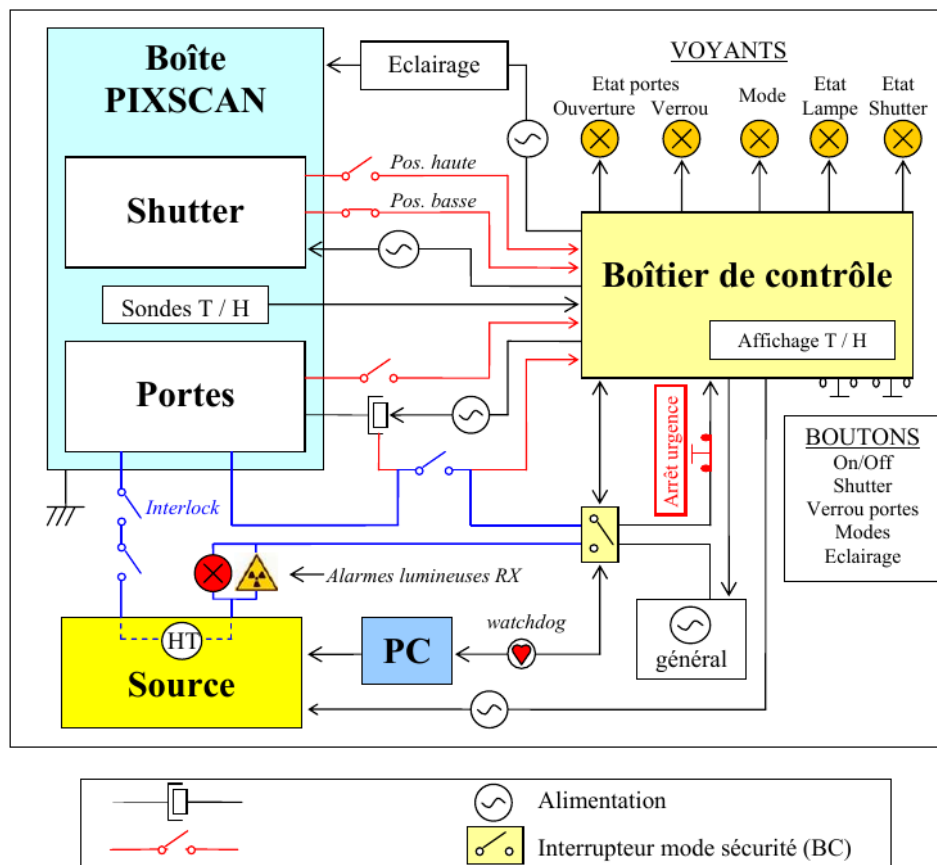 Boîte
PIXSCAN
Eclairage
VOYANTS
Etat portes
Ouverture
Verrou
Mode
Etat
Lampe
Etat
Shutter
Shutter
Pos. haute
Pos. basse
Boîtier de contrôle
Sondes T / H
Affichage T / H
Portes
Arrêt urgence
BOUTONS
On/Off
Shutter
Verrou portes
Modes
Eclairage
Interlock
Alarmes lumineuses RX
HT
Source
PC
watchdog
général
Alimentation
Interrupteur mode sécurité (BC)